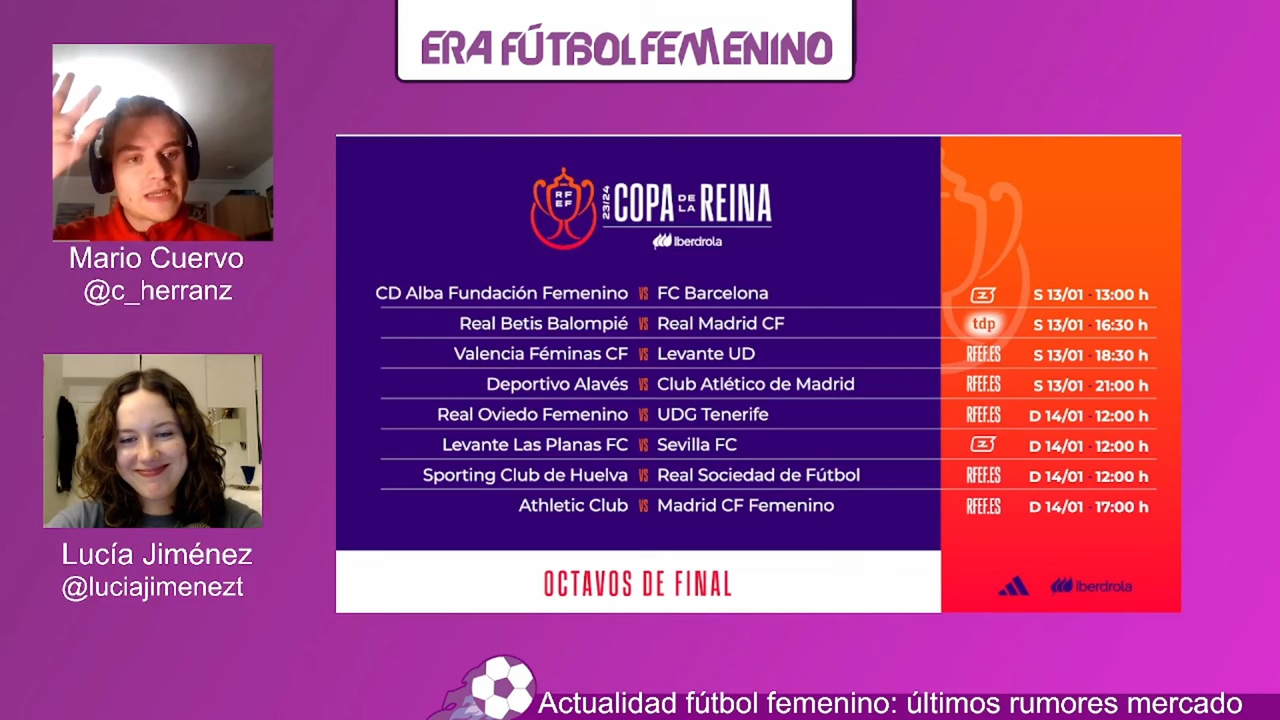 ERA FÚTBOL FEMENINO
Mario Cuervo
@c_herranz
Lucía Jiménez
@luciajimenezt
RF
EF
23/24 COPA DE LA REINA
Iberdrola
CD Alba Fundación Femenino VS FC Barcelona S 13/01 - 13:00 h
Real Betis Balompié VS Real Madrid CF tdp S 13/01 - 16:30 h
Valencia Féminas CF VS Levante UD RFEF.ES S 13/01 - 18:30 h
Deportivo Alavés VS Club Atlético de Madrid RFEF.ES S 13/01 - 21:00 h
Real Oviedo Femenino VS UDG Tenerife RFEF.ES D 14/01 - 12:00 h
Levante Las Planas FC VS Sevilla FC D 14/01 - 12:00 h
Sporting Club de Huelva VS Real Sociedad de Fútbol RFEF.ES D 14/01 - 12:00 h
Athletic Club VS Madrid CF Femenino RFEF.ES D 14/01 - 17:00 h
OCTAVOS DE FINAL
Iberdrola
Actualidad fútbol femenino: últimos rumores mercado